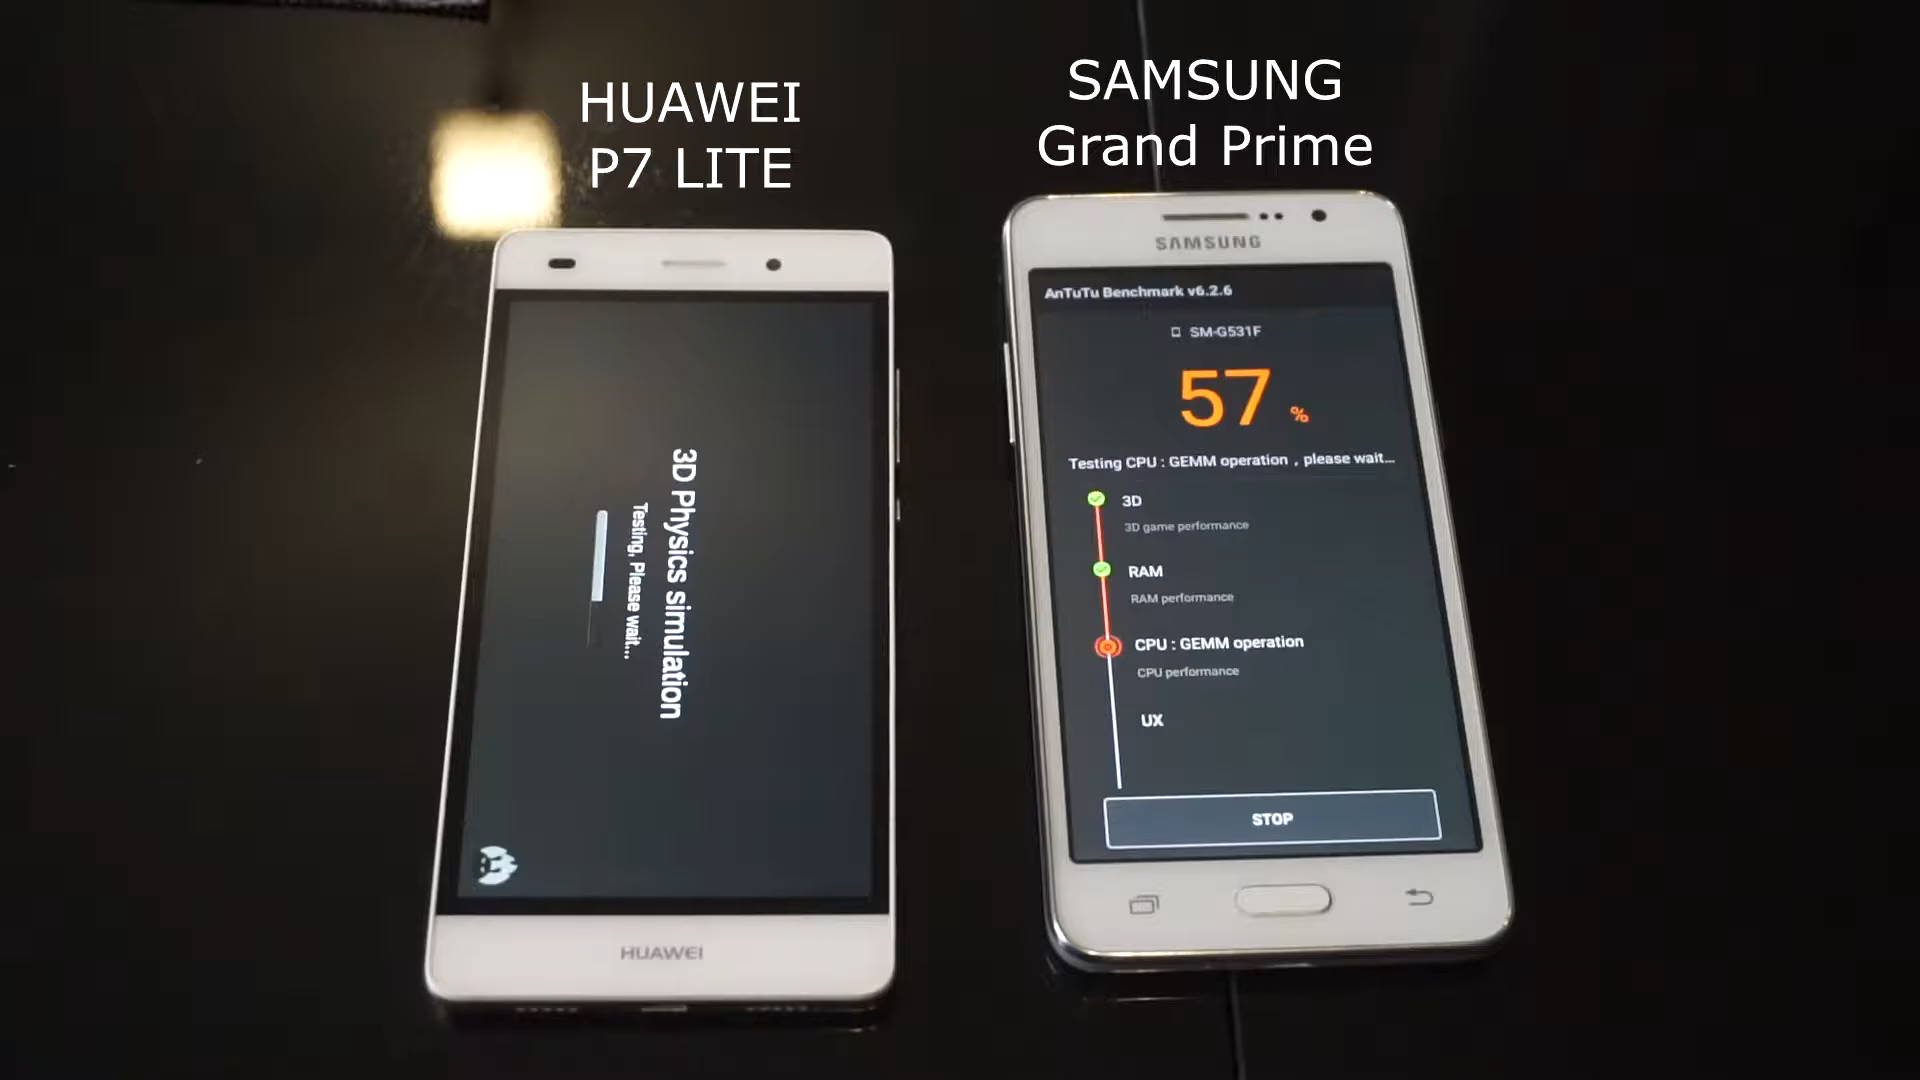 HUAWEI
P7 LITE
SAMSUNG
Grand Prime
3D Physics simulation
Testing, Please wait...
HUAWEI
SAMSUNG
AnTuTu Benchmark v6.2.6
SM-G531F
57 %
Testing CPU : GEMM operation , please wait...
3D
3D game performance
RAM
RAM performance
CPU : GEMM operation
CPU performance
UX
STOP